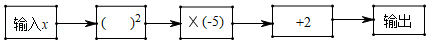 输入x → (  )² → × (-5) → +2 → 输出